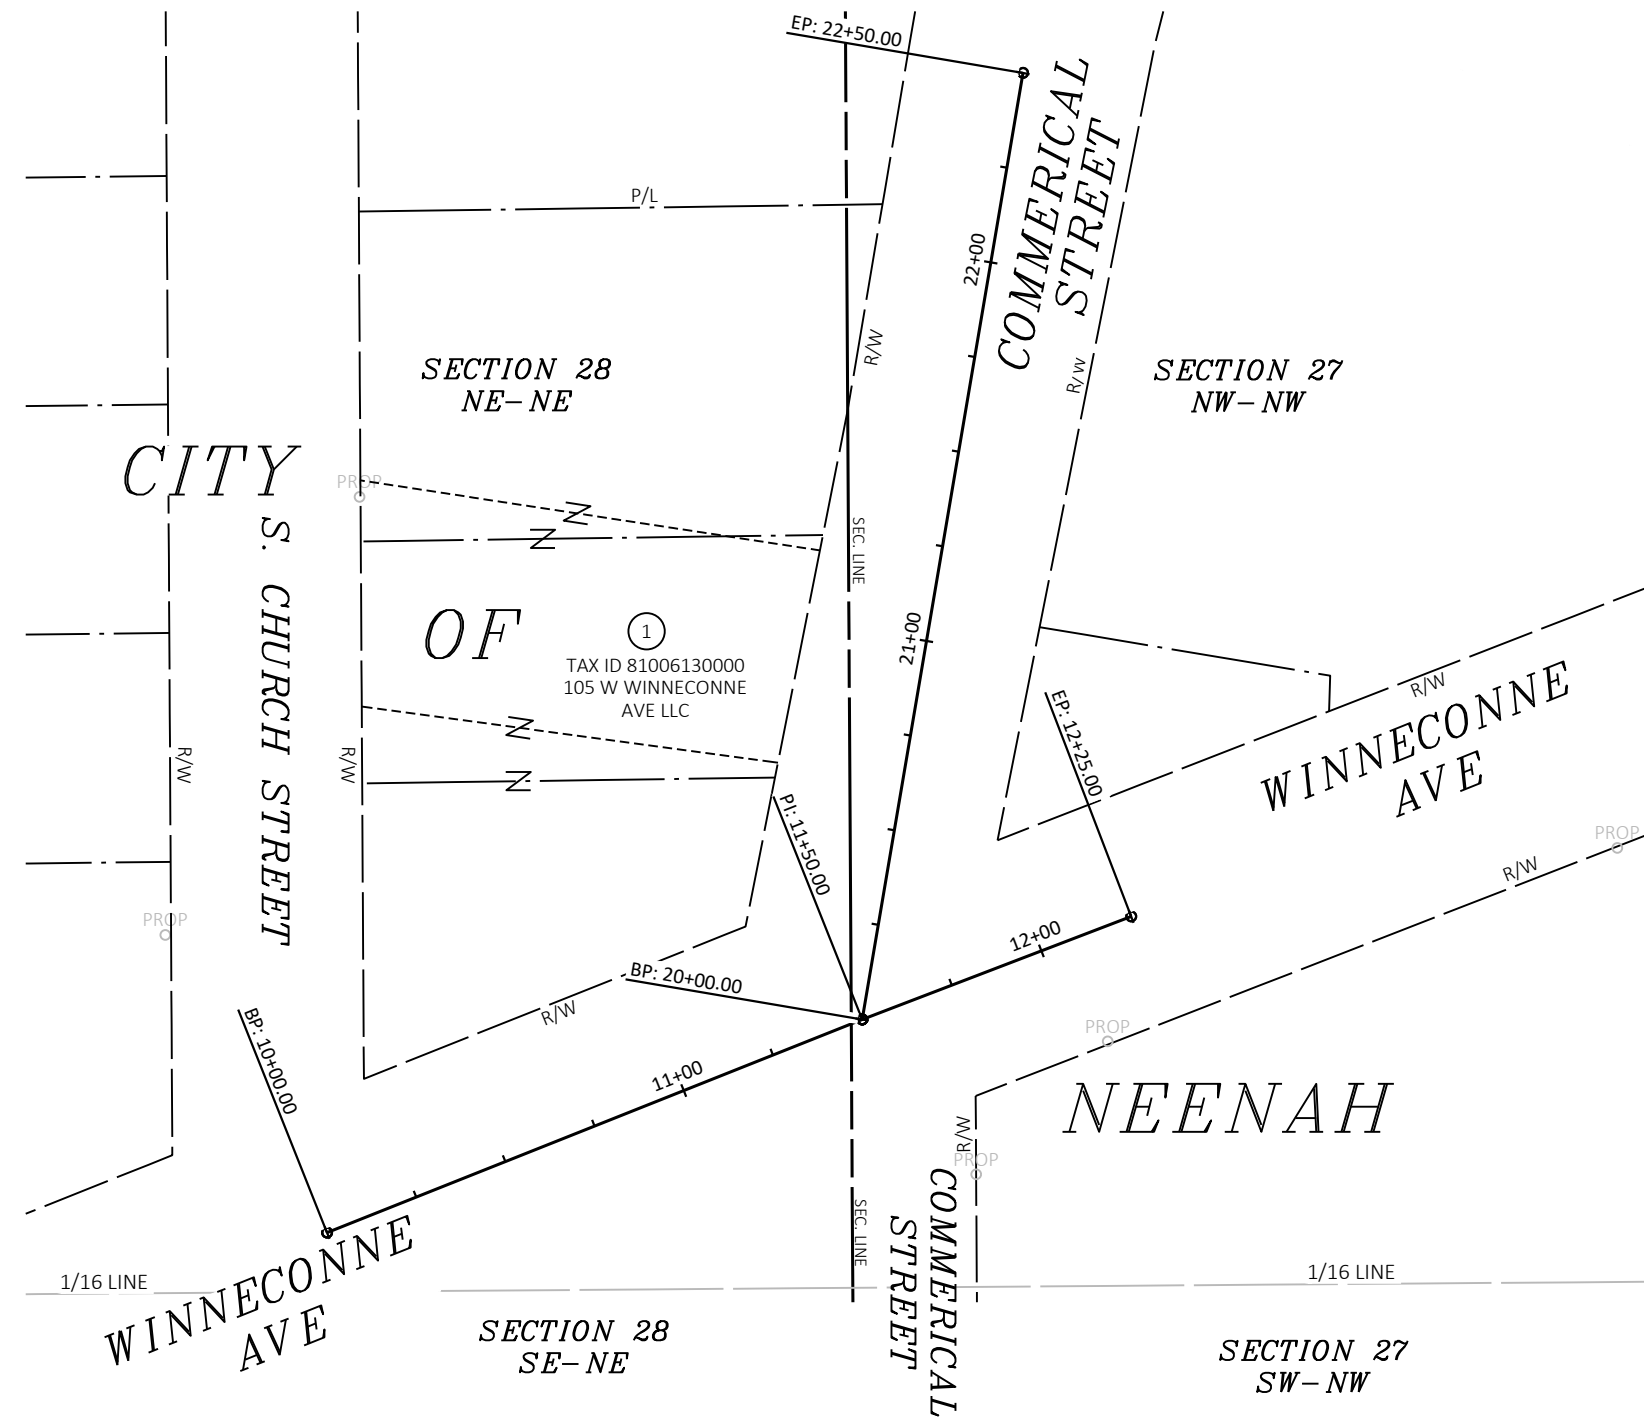 EP: 22+50.00
COMMERICAL
STREET
P/L
22+00
R/W
R/W
SECTION 28
NE-NE
SECTION 27
NW-NW
CITY
PROP
Z
Z
SEC. LINE
S. CHURCH STREET
OF
1
TAX ID 81006130000
105 W WINNECONNE
AVE LLC
21+00
R/W
WINNECONNE
AVE
EP: 12+25.00
Z
Z
R/W
R/W
PI: 11+50.00
PROP
R/W
PROP
12+00
BP: 20+00.00
R/W
BP: 10+00.00
PROP
11+00
NEENAH
R/W
PROP
COMMERICAL
STREET
SEC. LINE
WINNECONNE
AVE
1/16 LINE
1/16 LINE
SECTION 28
SE-NE
SECTION 27
SW-NW